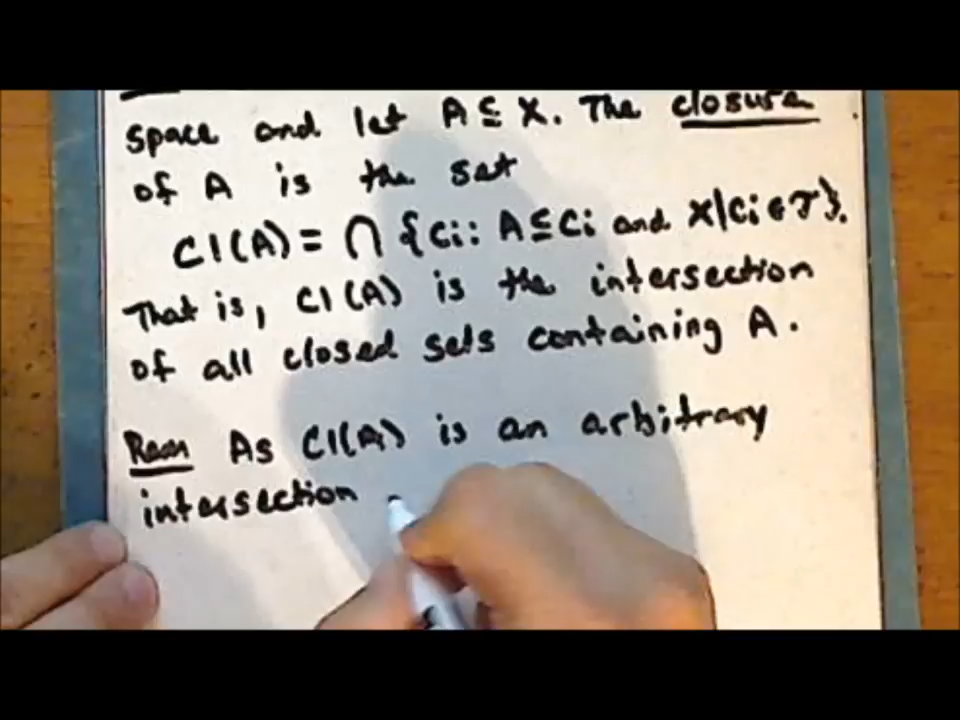 space and let A ⊆ X. The closure
of A is the set
Cl(A) = ∩ {Ci : A ⊆ Ci and X\Ci ∈ τ}.
That is, Cl(A) is the intersection
of all closed sets containing A.
Rem As Cl(A) is an arbitrary
intersection